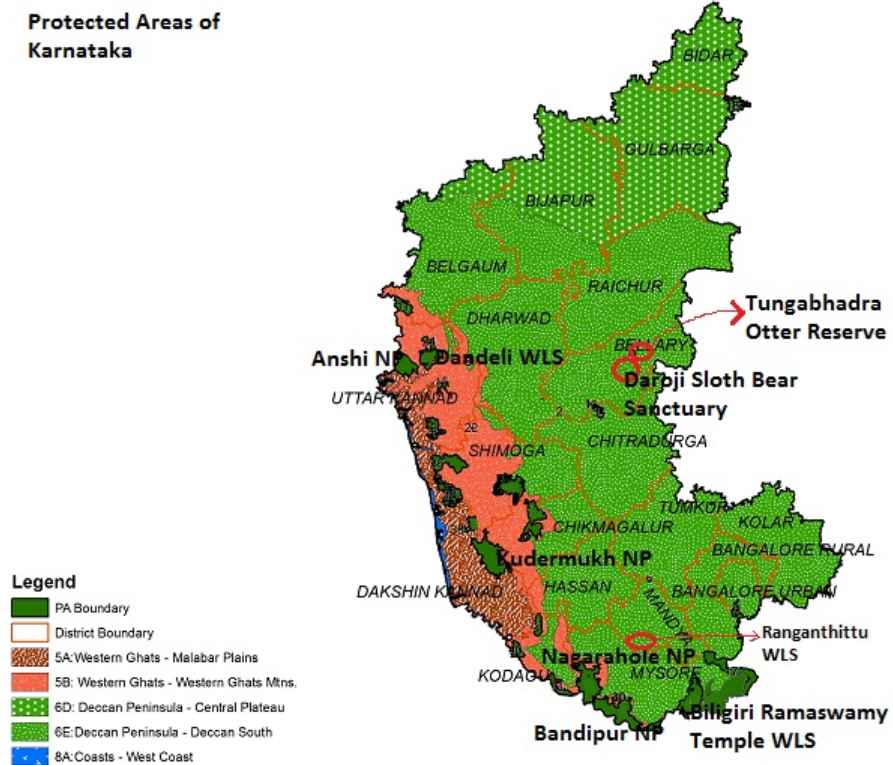 Protected Areas of
Karnataka
BIDAR
GULBARGA
BIJAPUR
BELGAUM
RAICHUR
DHARWAD
Tungabhadra
Otter Reserve
BELLARY
Anshi NP
Dandeli WLS
Daroji Sloth Bear
Sanctuary
UTTAR KANNAD
2
22
CHITRADURGA
SHIMOGA
TUMKUR
KOLAR
CHIKMAGALUR
BANGALORE RURAL
Kudermukh NP
HASSAN
DAKSHIN KANNAD
BANGALORE URBAN
MANDYA
Ranganthittu
WLS
Nagarahole NP
KODAGU
MYSORE
Biligiri Ramaswamy
Temple WLS
Bandipur NP
Legend
PA Boundary
District Boundary
5A:Western Ghats - Malabar Plains
5B: Western Ghats - Western Ghats Mtns.
6D: Deccan Peninsula - Central Plateau
6E:Deccan Peninsula - Deccan South
8A:Coasts - West Coast